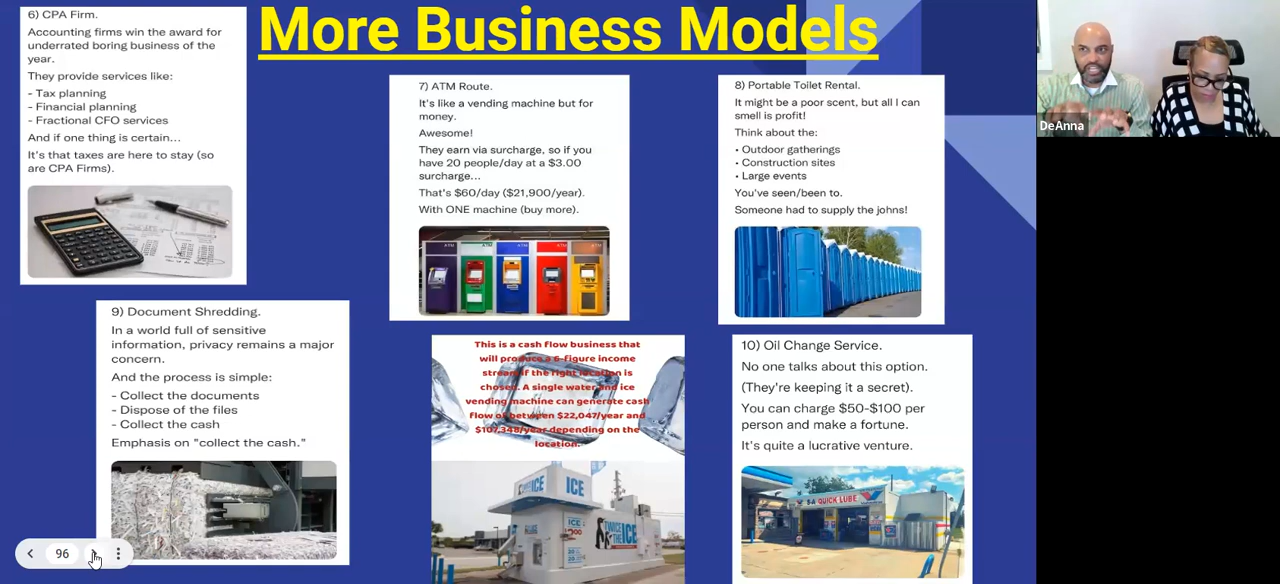 More Business Models
6) CPA Firm.
Accounting firms win the award for
underrated boring business of the
year.
They provide services like:
- Tax planning
- Financial planning
- Fractional CFO services
And if one thing is certain...
It's that taxes are here to stay (so
are CPA Firms).
7) ATM Route.
It's like a vending machine but for
money.
Awesome!
They earn via surcharge, so if you
have 20 people/day at a $3.00
surcharge...
That's $60/day ($21,900/year).
With ONE machine (buy more).
ATM
ATM
ATM
ATM
8) Portable Toilet Rental.
It might be a poor scent, but all I can
smell is profit!
Think about the:
• Outdoor gatherings
• Construction sites
• Large events
You've seen/been to.
Someone had to supply the johns!
DeAnna
9) Document Shredding.
In a world full of sensitive
information, privacy remains a major
concern.
And the process is simple:
- Collect the documents
- Dispose of the files
- Collect the cash
Emphasis on "collect the cash."
This is a cash flow business that
will produce a 6-figure income
stream if the right location is
chosen. A single water and ice
vending machine can generate cash
flow of between $22,047/year and
$107,348/year depending on the
location.
ICE
ICE
ICE
TWICE
THE ICE
10) Oil Change Service.
No one talks about this option.
(They're keeping it a secret).
You can charge $50-$100 per
person and make a fortune.
It's quite a lucrative venture.
QUICK LUBE
96